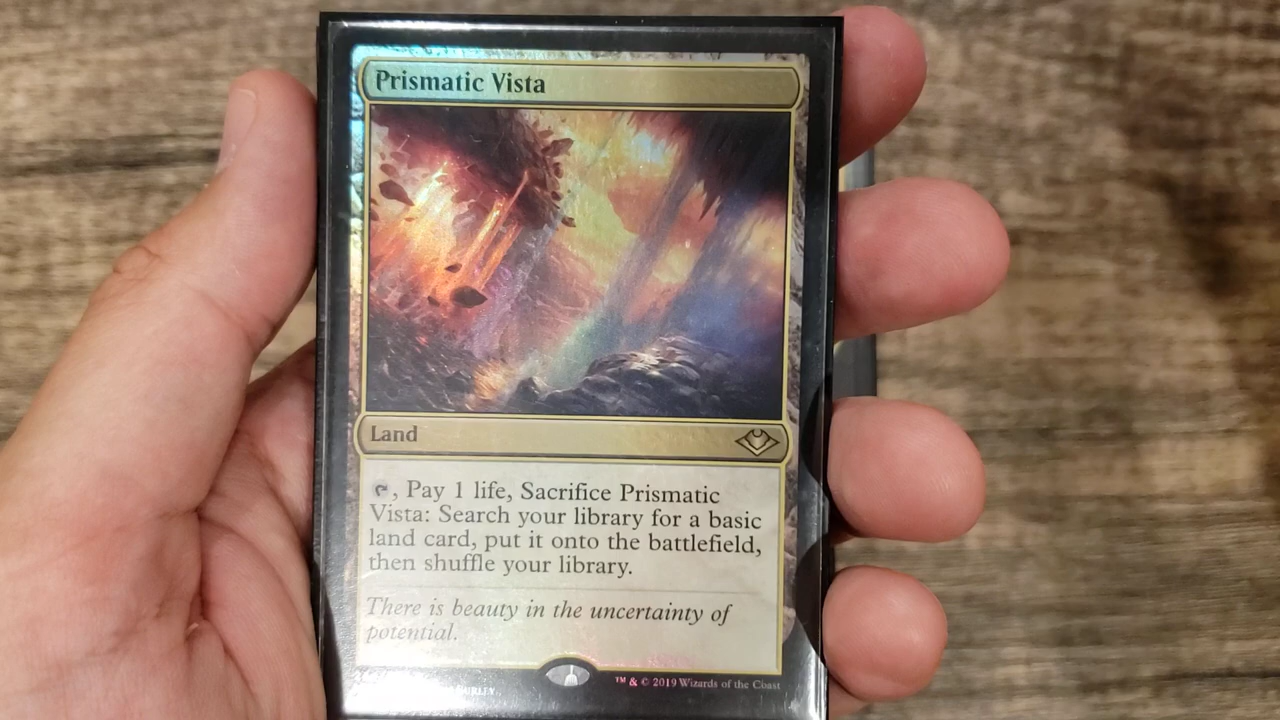 Prismatic Vista
Land
, Pay 1 life, Sacrifice Prismatic
Vista: Search your library for a basic
land card, put it onto the battlefield,
then shuffle your library.
There is beauty in the uncertainty of
potential.
™ & © 2019 Wizards of the Coast